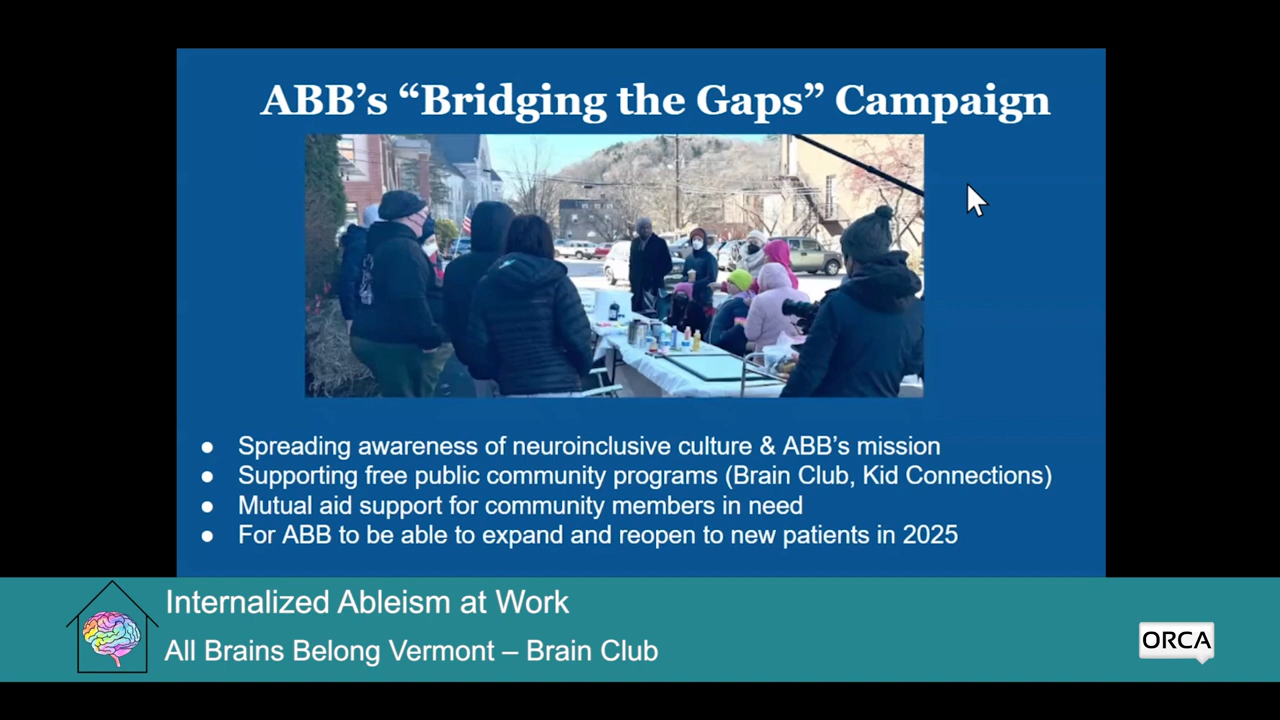 ABB’s “Bridging the Gaps” Campaign
● Spreading awareness of neuroinclusive culture & ABB’s mission
● Supporting free public community programs (Brain Club, Kid Connections)
● Mutual aid support for community members in need
● For ABB to be able to expand and reopen to new patients in 2025
Internalized Ableism at Work
All Brains Belong Vermont – Brain Club
ORCA